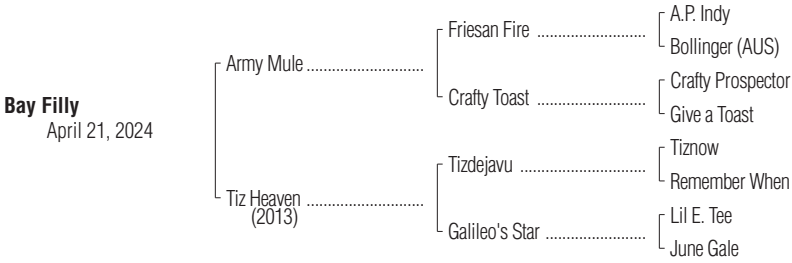 A.P. Indy
Friesan Fire ..........................
Bollinger (AUS)
Army Mule ............................
Crafty Prospector
Crafty Toast ..........................
Give a Toast
Bay Filly
April 21, 2024
Tiznow
Tizdejavu ..............................
Remember When
Tiz Heaven ............................
(2013)
Lil E. Tee
Galileo's Star ........................
June Gale